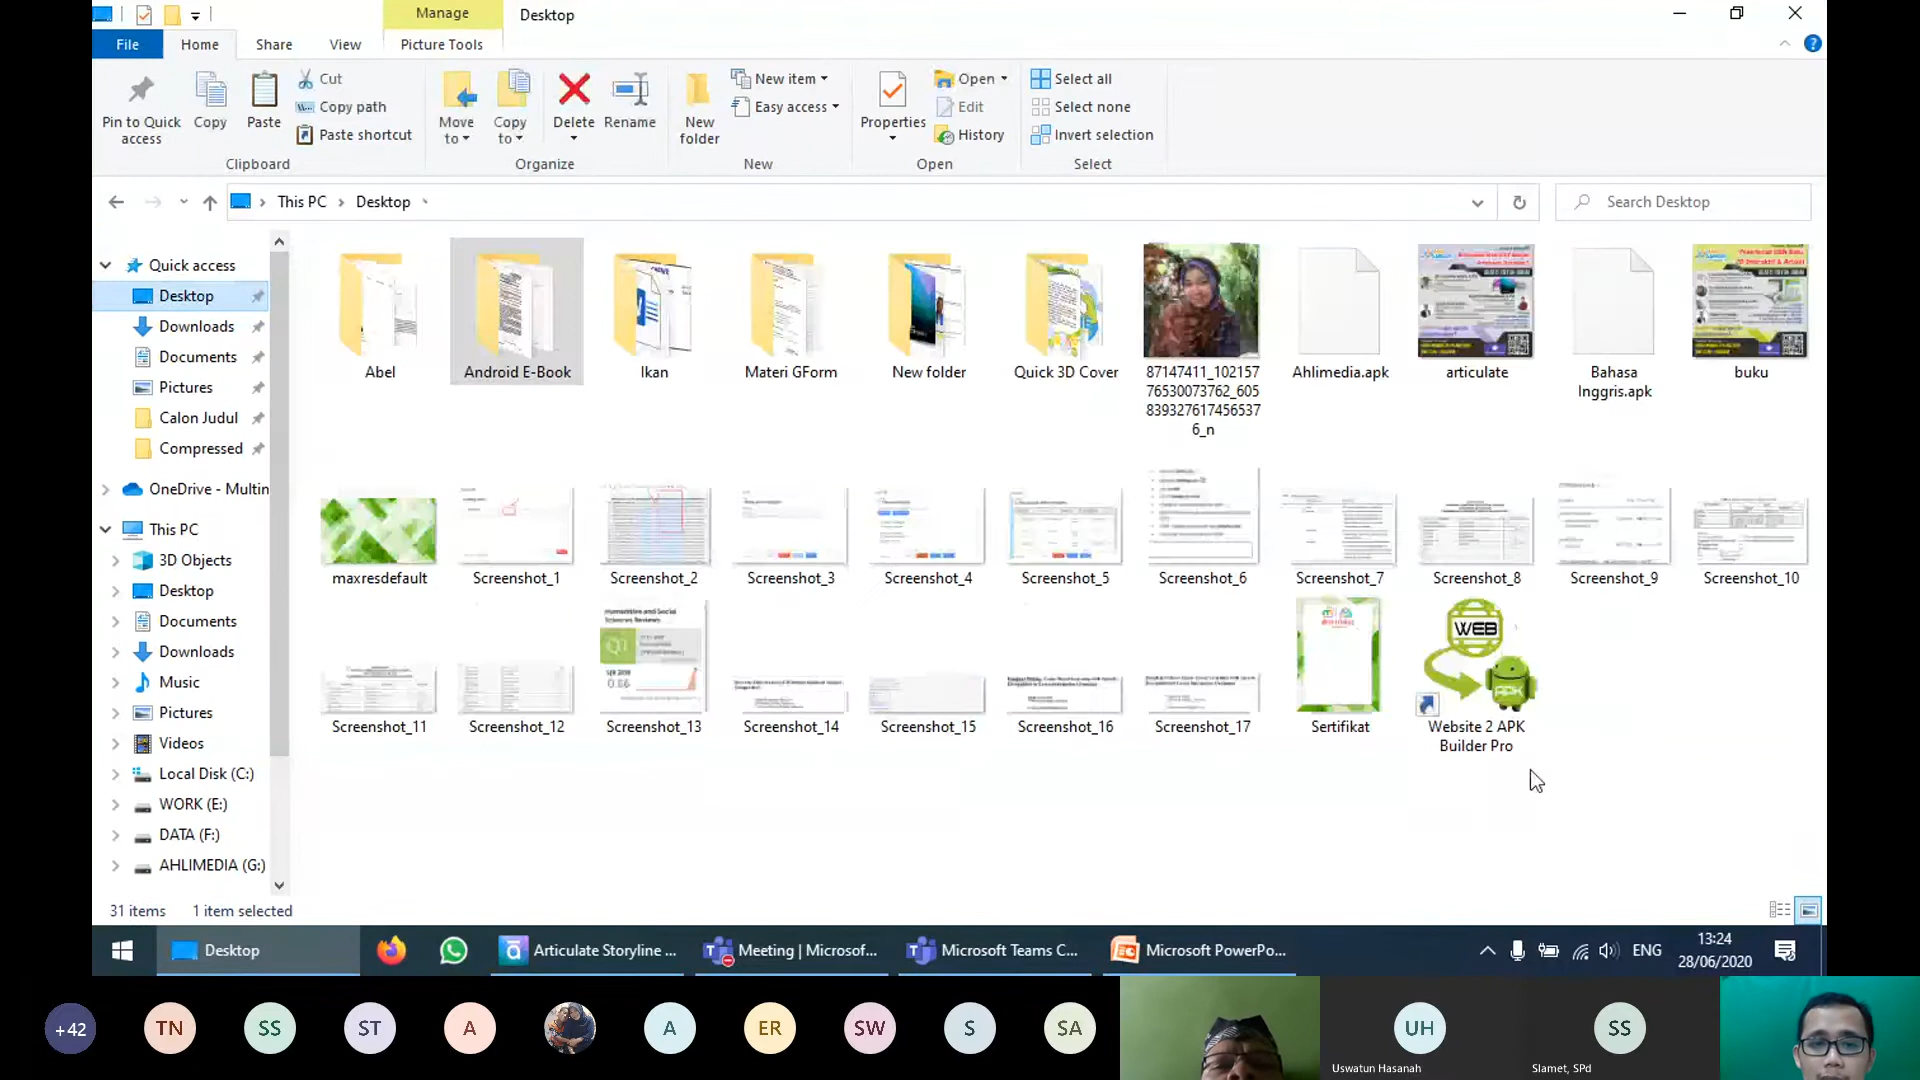 Manage
Desktop
File
Home
Share
View
Picture Tools
Pin to Quick access
Copy
Paste
Cut
Copy path
Paste shortcut
Clipboard
Move to
Copy to
Delete
Rename
Organize
New folder
New item
Easy access
New
Properties
Open
Edit
History
Open
Select all
Select none
Invert selection
Select
This PC
Desktop
Search Desktop
Quick access
Desktop
Downloads
Documents
Pictures
Calon Judul
Compressed
OneDrive - Multin
This PC
3D Objects
Desktop
Documents
Downloads
Music
Pictures
Videos
Local Disk (C:)
WORK (E:)
DATA (F:)
AHLIMEDIA (G:)
Abel
Android E-Book
Ikan
Materi GForm
New folder
Quick 3D Cover
87147411_102157
76530073762_605
839327617456537
6_n
Ahlimedia.apk
articulate
Bahasa
Inggris.apk
buku
maxresdefault
Screenshot_1
Screenshot_2
Screenshot_3
Screenshot_4
Screenshot_5
Screenshot_6
Screenshot_7
Screenshot_8
Screenshot_9
Screenshot_10
WEB
APK
Screenshot_11
Screenshot_12
Screenshot_13
Screenshot_14
Screenshot_15
Screenshot_16
Screenshot_17
Sertifikat
Website 2 APK
Builder Pro
31 items
1 item selected
Desktop
Articulate Storyline ...
Meeting | Microsof...
Microsoft Teams C...
Microsoft PowerPo...
ENG
13:24
28/06/2020
+42
TN
SS
ST
A
A
ER
SW
S
SA
UH
SS
Uswatun Hasanah
Slamet, SPd